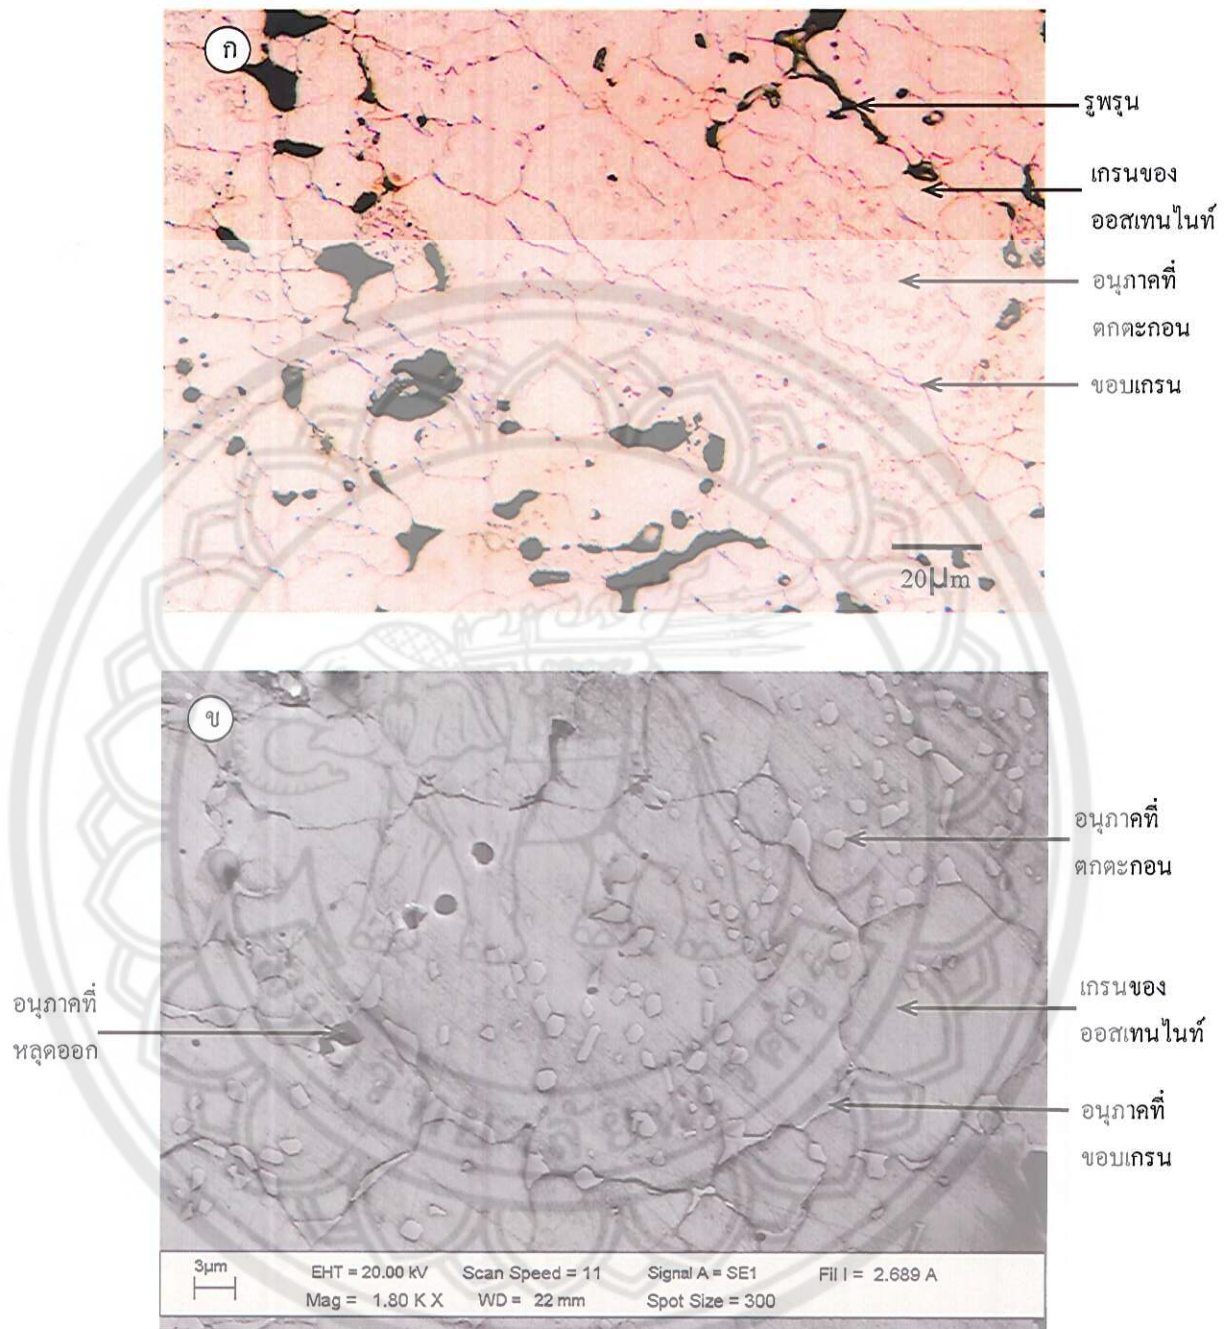 ก
รูพรุน
เกรนของ
ออสเทนไนท์
อนุภาคที่
ตกตะกอน
ขอบเกรน
20μm
ข
อนุภาคที่
ตกตะกอน
เกรนของ
ออสเทนไนท์
อนุภาคที่
หลุดออก
อนุภาคที่
ขอบเกรน
3μm
EHT = 20.00 kV Scan Speed = 11 Signal A = SE1 Fil I = 2.689 A
Mag = 1.80 K X WD = 22 mm Spot Size = 300